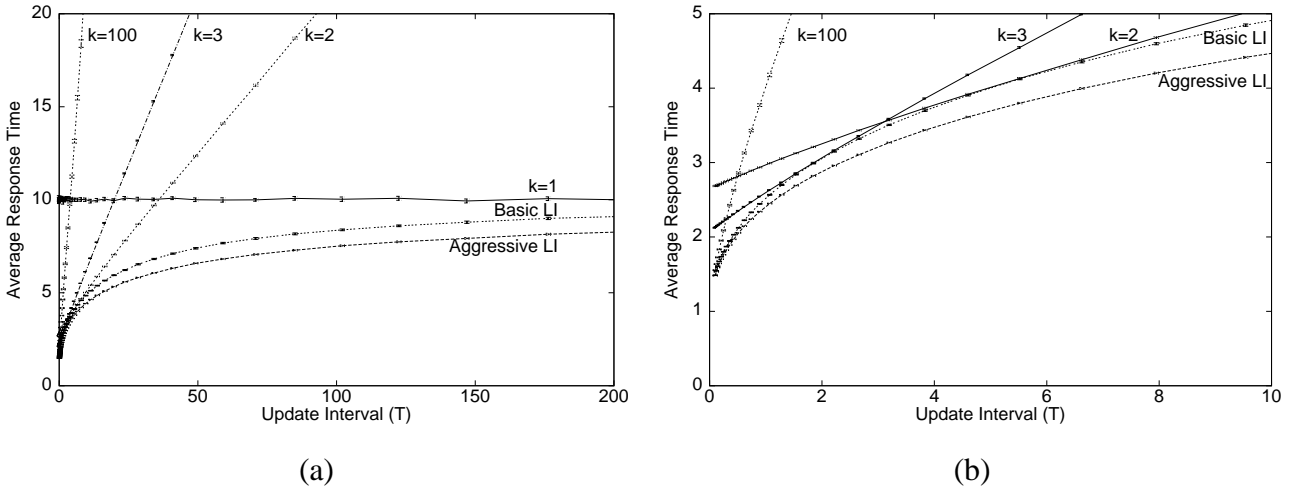 Average Response Time
20
15
10
5
0
k=100
k=3
k=2
k=1
Basic LI
Aggressive LI
0
50
100
150
200
Update Interval (T)
(a)
Average Response Time
5
4
3
2
1
0
k=100
k=3
k=2
Basic LI
Aggressive LI
0
2
4
6
8
10
Update Interval (T)
(b)